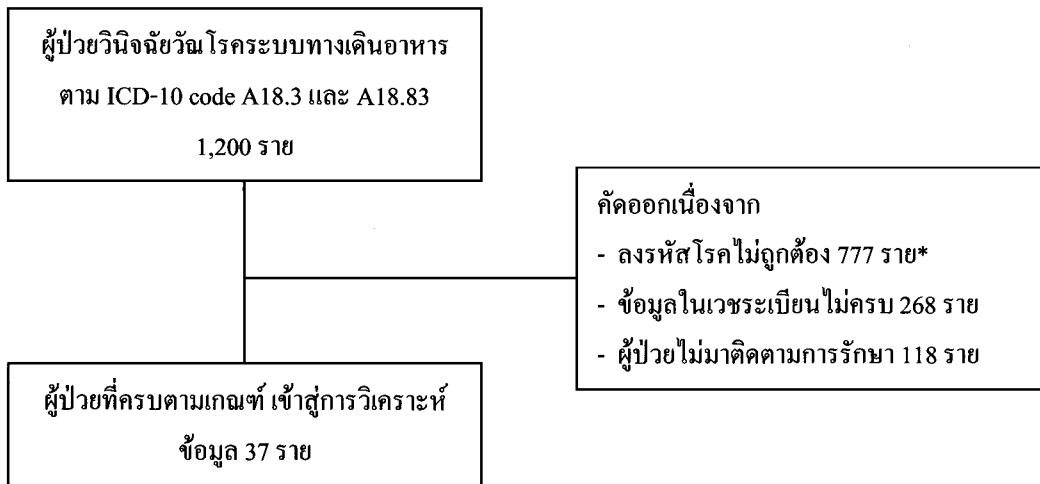 ผู้ป่วยวินิจฉัยวัณโรคระบบทางเดินอาหาร
ตาม ICD-10 code A18.3 และ A18.83
1,200 ราย
คัดออกเนื่องจาก
- ลงรหัสโรคไม่ถูกต้อง 777 ราย*
- ข้อมูลในเวชระเบียนไม่ครบ 268 ราย
- ผู้ป่วยไม่มาติดตามการรักษา 118 ราย
ผู้ป่วยที่ครบตามเกณฑ์ เข้าสู่การวิเคราะห์
ข้อมูล 37 ราย